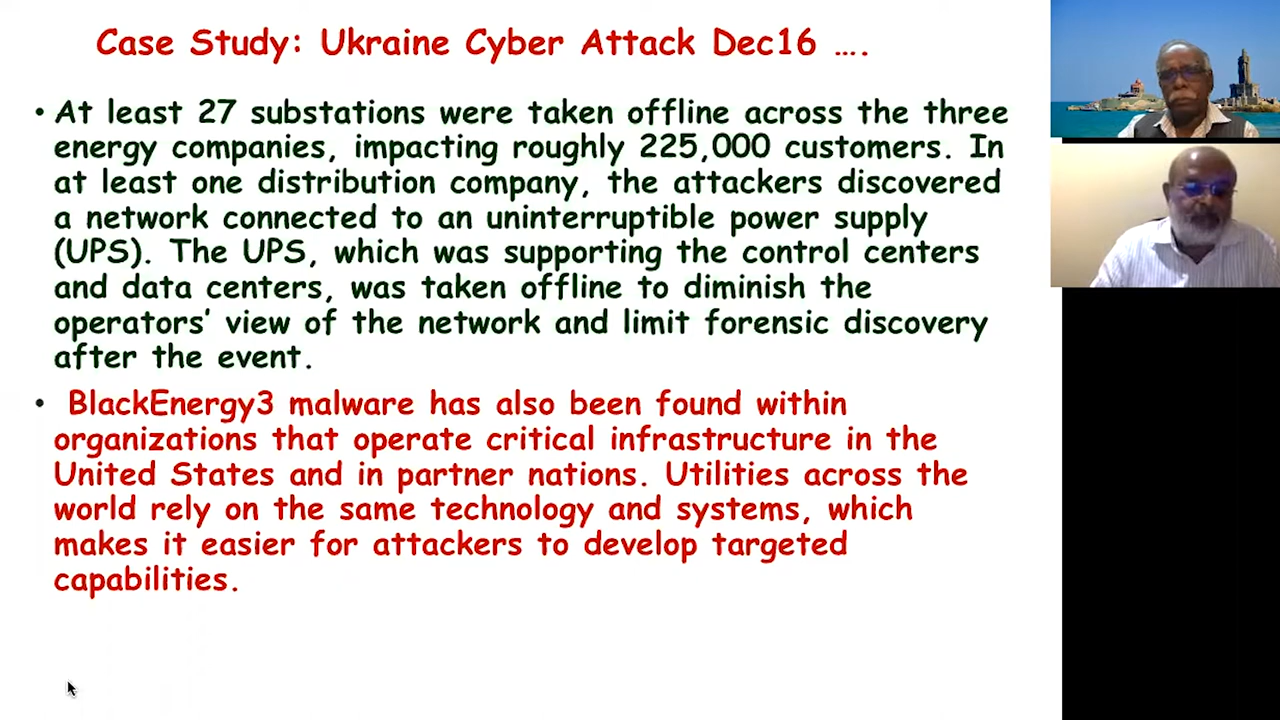 Case Study: Ukraine Cyber Attack Dec16 ....
• At least 27 substations were taken offline across the three
energy companies, impacting roughly 225,000 customers. In
at least one distribution company, the attackers discovered
a network connected to an uninterruptible power supply
(UPS). The UPS, which was supporting the control centers
and data centers, was taken offline to diminish the
operators’ view of the network and limit forensic discovery
after the event.
• BlackEnergy3 malware has also been found within
organizations that operate critical infrastructure in the
United States and in partner nations. Utilities across the
world rely on the same technology and systems, which
makes it easier for attackers to develop targeted
capabilities.